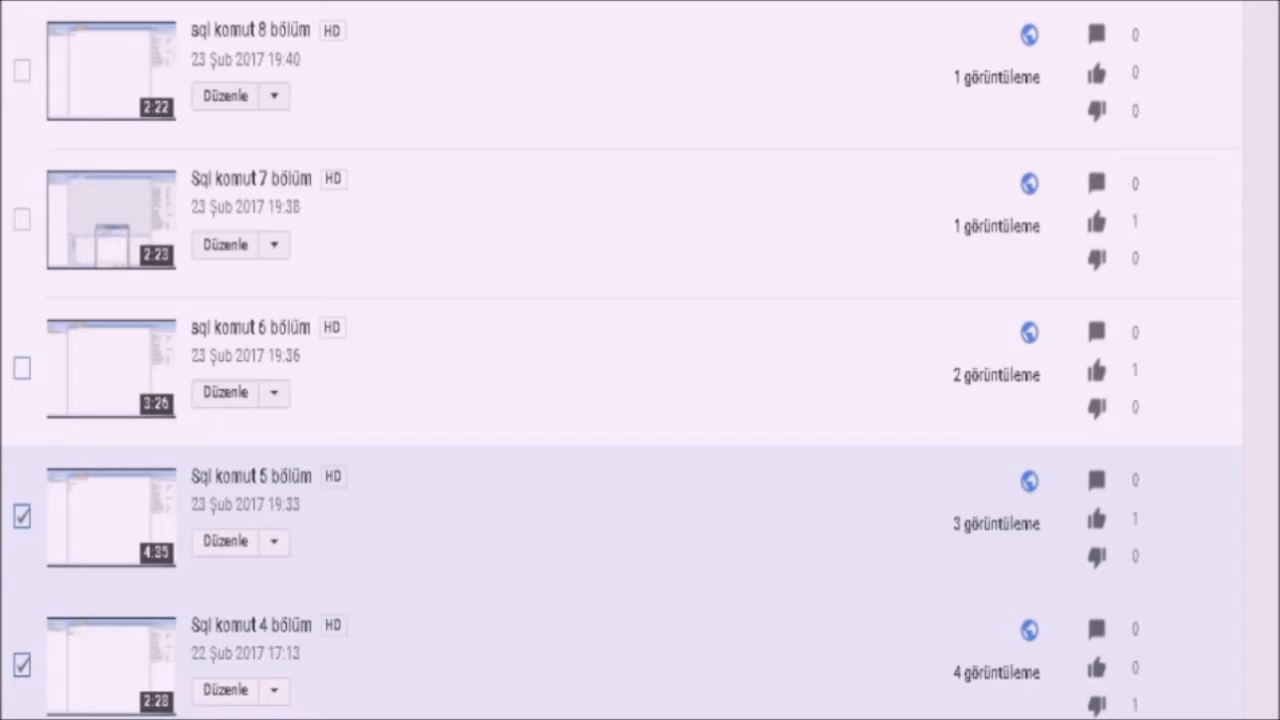 sql komut 8 bölüm HD
23 Şub 2017 19:40
Düzenle
2:22
1 görüntüleme
0
0
0
Sql komut 7 bölüm HD
23 Şub 2017 19:38
Düzenle
2:23
1 görüntüleme
0
1
0
sql komut 6 bölüm HD
23 Şub 2017 19:36
Düzenle
3:26
2 görüntüleme
0
1
0
Sql komut 5 bölüm HD
23 Şub 2017 19:33
Düzenle
4:35
3 görüntüleme
0
1
0
Sql komut 4 bölüm HD
22 Şub 2017 17:13
Düzenle
2:28
4 görüntüleme
0
0
1